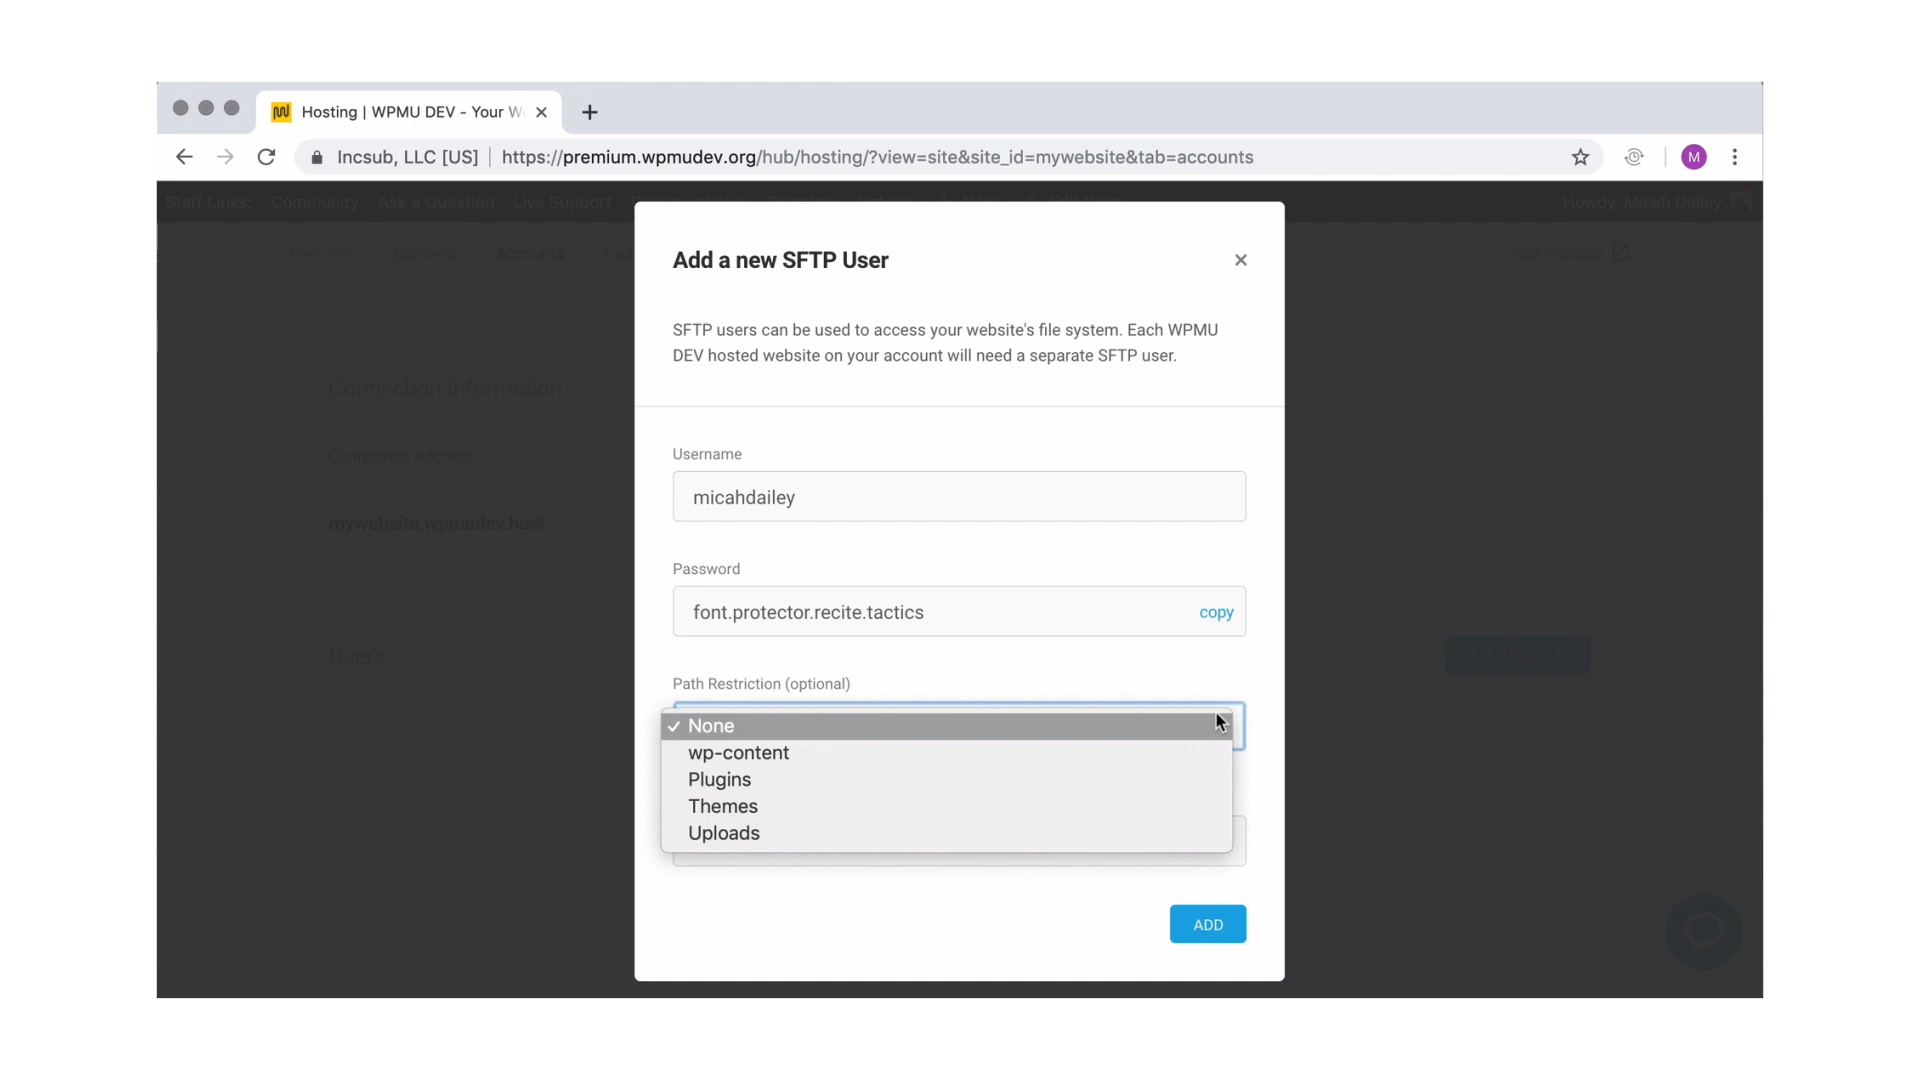 Hosting | WPMU DEV - Your W
Incsub, LLC [US] https://premium.wpmudev.org/hub/hosting/?view=site&site_id=mywebsite&tab=accounts
M
Staff Links: Community Ask a Question Live Support
Howdy, Micah Dailey
Overview Domains Accounts
Visit Website
Add a new SFTP User
SFTP users can be used to access your website's file system. Each WPMU
DEV hosted website on your account will need a separate SFTP user.
Connection Information
Connection Address
mywebsite.wpmudev.host
Username
micahdailey
Password
font.protector.recite.tactics copy
Users
ADD USER
Path Restriction (optional)
✓ None
wp-content
Plugins
Themes
Uploads
ADD